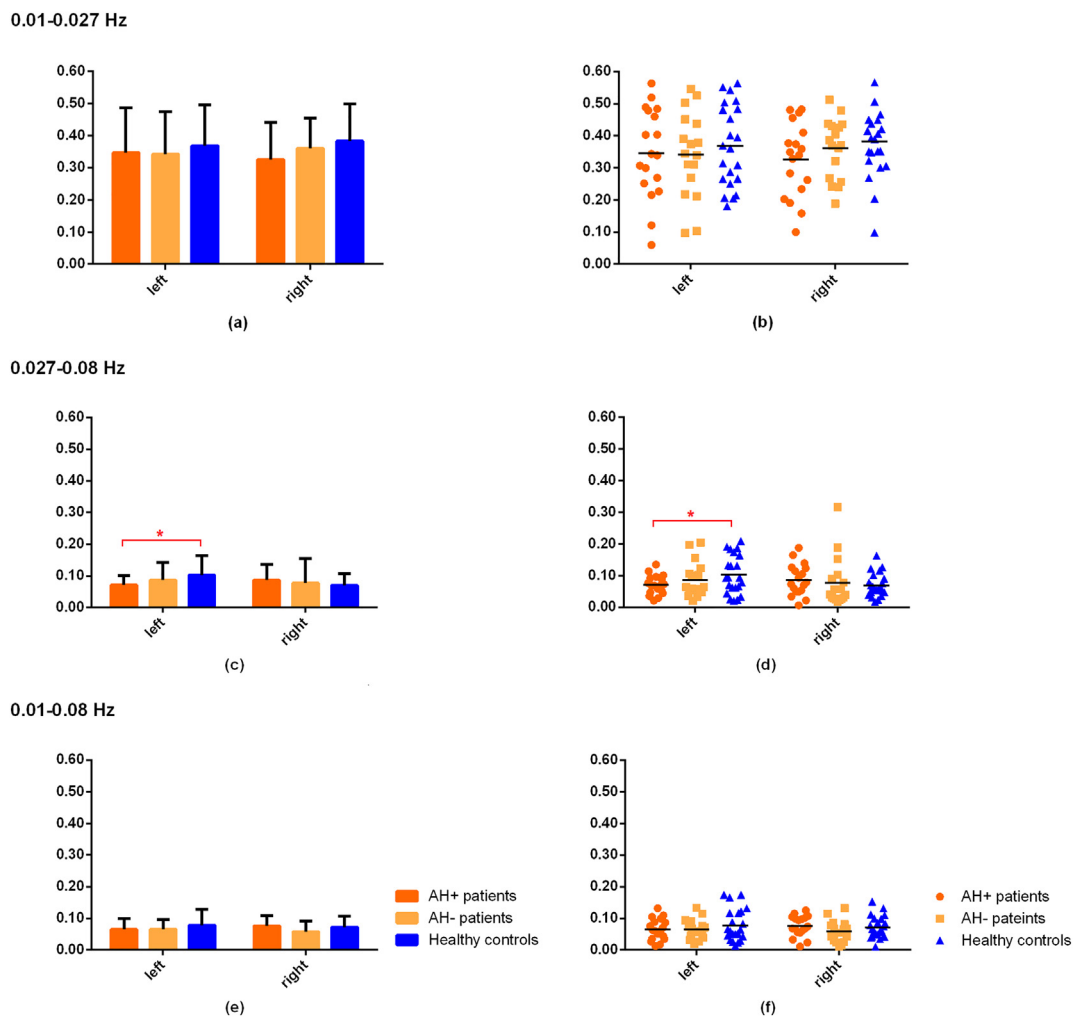 0.01-0.027 Hz
0.60
0.50
0.40
0.30
0.20
0.10
0.00
left
right
(a)
0.60
0.50
0.40
0.30
0.20
0.10
0.00
left
right
(b)
0.027-0.08 Hz
0.60
0.50
0.40
0.30
0.20
0.10
0.00
*
left
right
(c)
0.60
0.50
0.40
0.30
0.20
0.10
0.00
*
left
right
(d)
0.01-0.08 Hz
0.60
0.50
0.40
0.30
0.20
0.10
0.00
left
right
(e)
AH+ patients
AH- patients
Healthy controls
0.60
0.50
0.40
0.30
0.20
0.10
0.00
left
right
(f)
AH+ patients
AH- pateints
Healthy controls